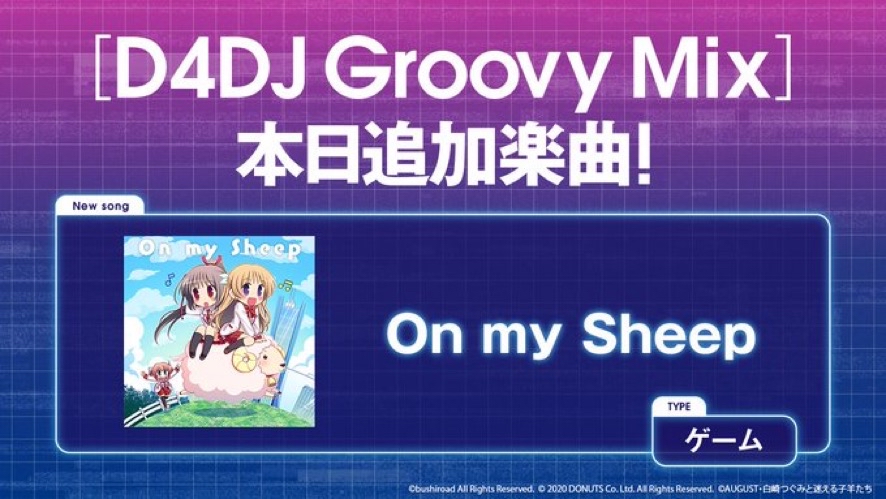 [D4DJ Groovy Mix]
本日追加楽曲!
New song
On my Sheep
On my Sheep
TYPE
ゲーム
©bushiroad All Rights Reserved. © 2020 DONUTS Co. Ltd. All Rights Reserved. ©AUGUST・白崎つぐみと迷える子羊たち